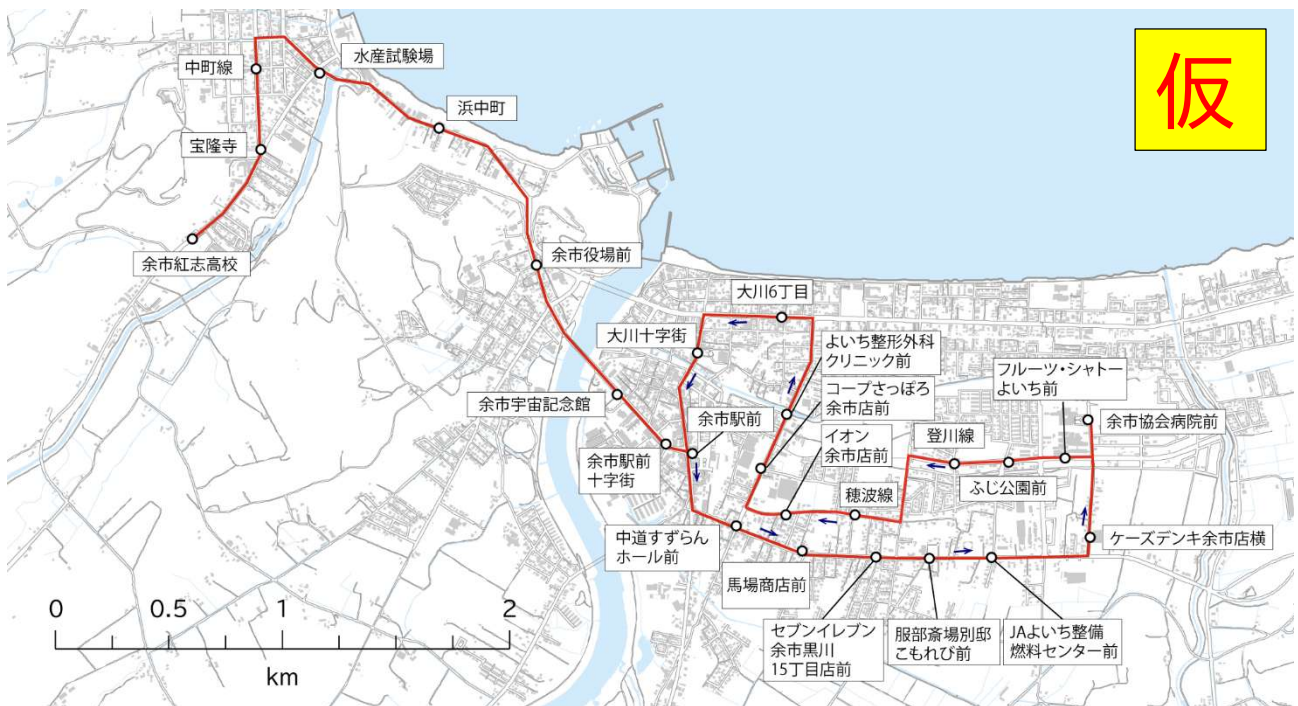 仮
中町線
水産試験場
浜中町
宝隆寺
余市紅志高校
余市役場前
大川6丁目
大川十字街
よいち整形外科
クリニック前
コープさっぽろ
余市店前
フルーツ・シャトー
よいち前
余市宇宙記念館
余市駅前
イオン
余市店前
登川線
余市協会病院前
余市駅前
十字街
穂波線
ふじ公園前
中道すずらん
ホール前
馬場商店前
ケーズデンキ余市店横
セブンイレブン
余市黒川
15丁目店前
服部斎場別邸
こもれび前
JAよいち整備
燃料センター前
0
0.5
1
2
km